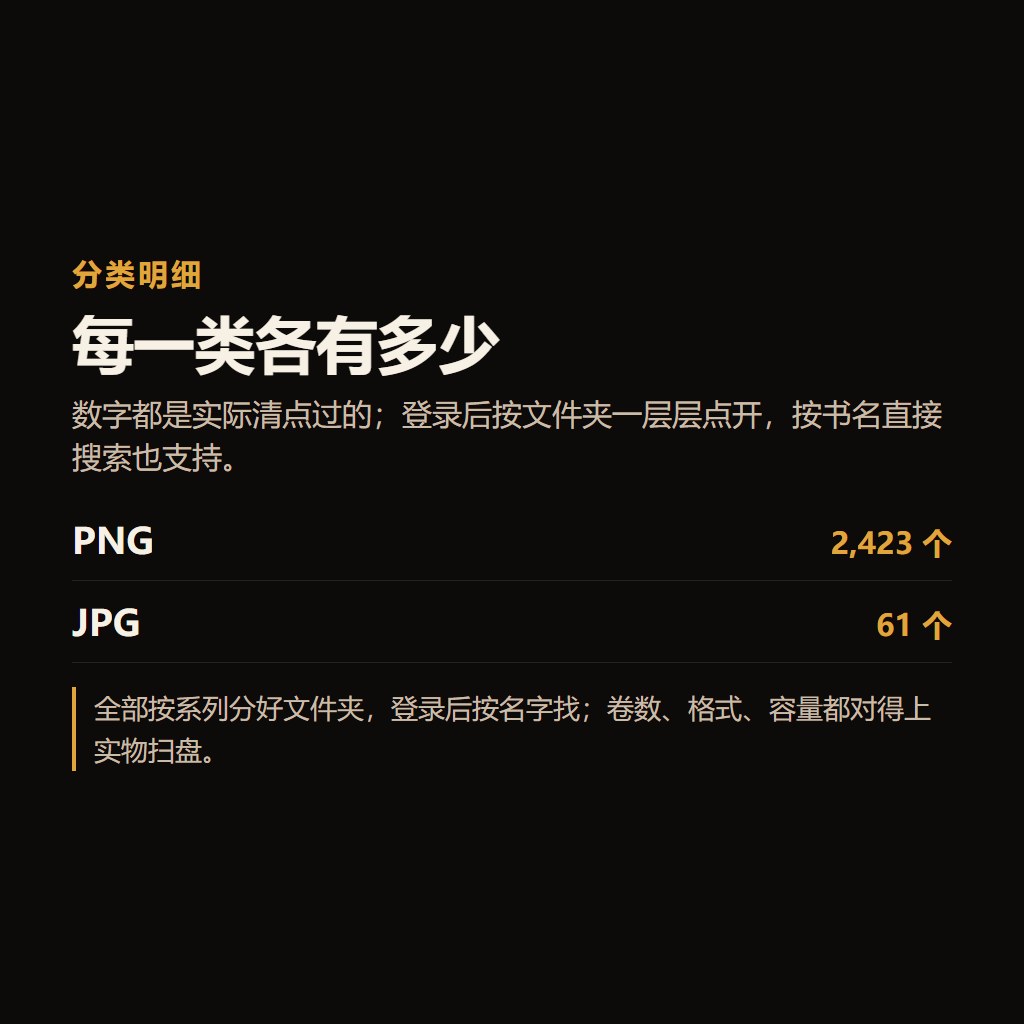 分类明细
每一类各有多少
数字都是实际清点过的；登录后按文件夹一层层点开，按书名直接
搜索也支持。
PNG 2,423 个
JPG 61 个
全部按系列分好文件夹，登录后按名字找；卷数、格式、容量都对得上
实物扫盘。